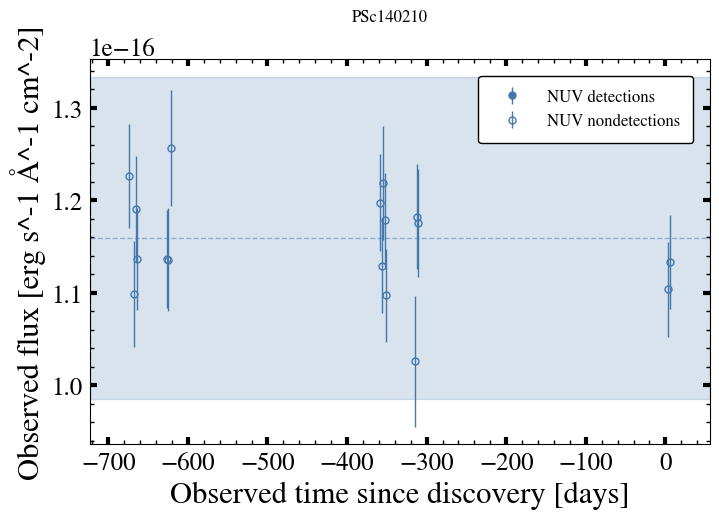 PSc140210
1e−16
Observed flux [erg s^-1 Å^-1 cm^-2]
1.3
1.2
1.1
1.0
NUV detections
NUV nondetections
−700 −600 −500 −400 −300 −200 −100 0
Observed time since discovery [days]